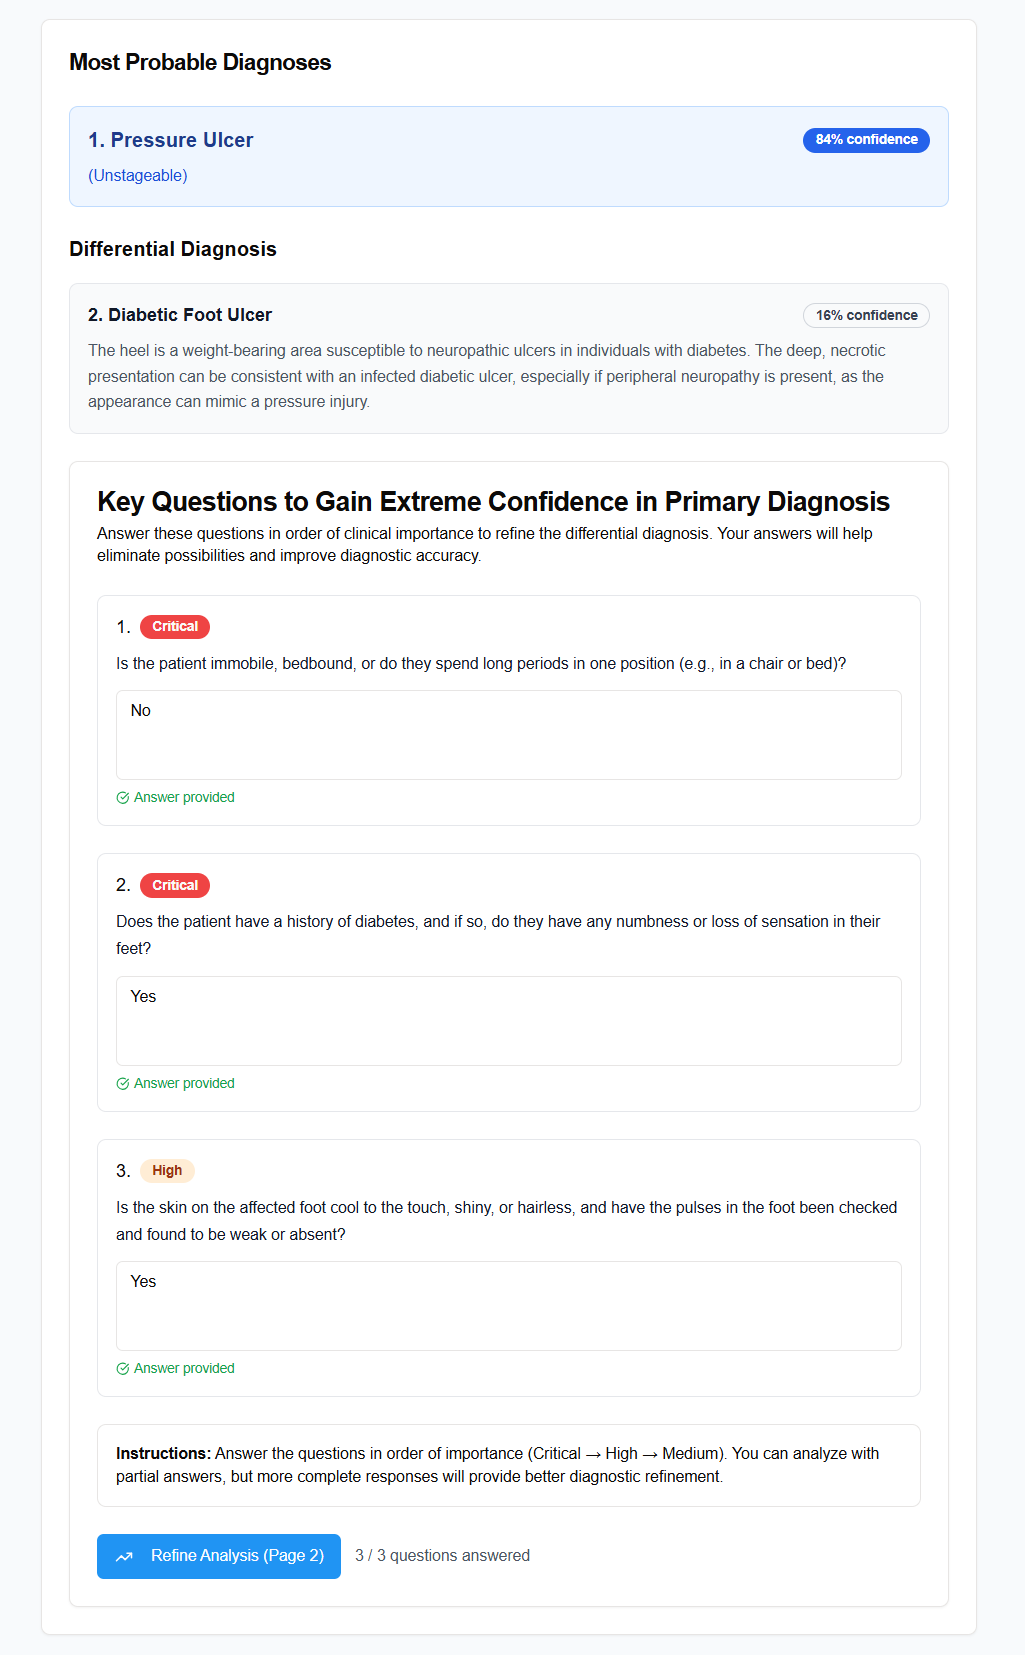 Most Probable Diagnoses
1. Pressure Ulcer
84% confidence
(Unstageable)
Differential Diagnosis
2. Diabetic Foot Ulcer
16% confidence
The heel is a weight-bearing area susceptible to neuropathic ulcers in individuals with diabetes. The deep, necrotic
presentation can be consistent with an infected diabetic ulcer, especially if peripheral neuropathy is present, as the
appearance can mimic a pressure injury.
Key Questions to Gain Extreme Confidence in Primary Diagnosis
Answer these questions in order of clinical importance to refine the differential diagnosis. Your answers will help
eliminate possibilities and improve diagnostic accuracy.
1. Critical
Is the patient immobile, bedbound, or do they spend long periods in one position (e.g., in a chair or bed)?
No
Answer provided
2. Critical
Does the patient have a history of diabetes, and if so, do they have any numbness or loss of sensation in their
feet?
Yes
Answer provided
3. High
Is the skin on the affected foot cool to the touch, shiny, or hairless, and have the pulses in the foot been checked
and found to be weak or absent?
Yes
Answer provided
Instructions: Answer the questions in order of importance (Critical → High → Medium). You can analyze with
partial answers, but more complete responses will provide better diagnostic refinement.
Refine Analysis (Page 2)
3 / 3 questions answered